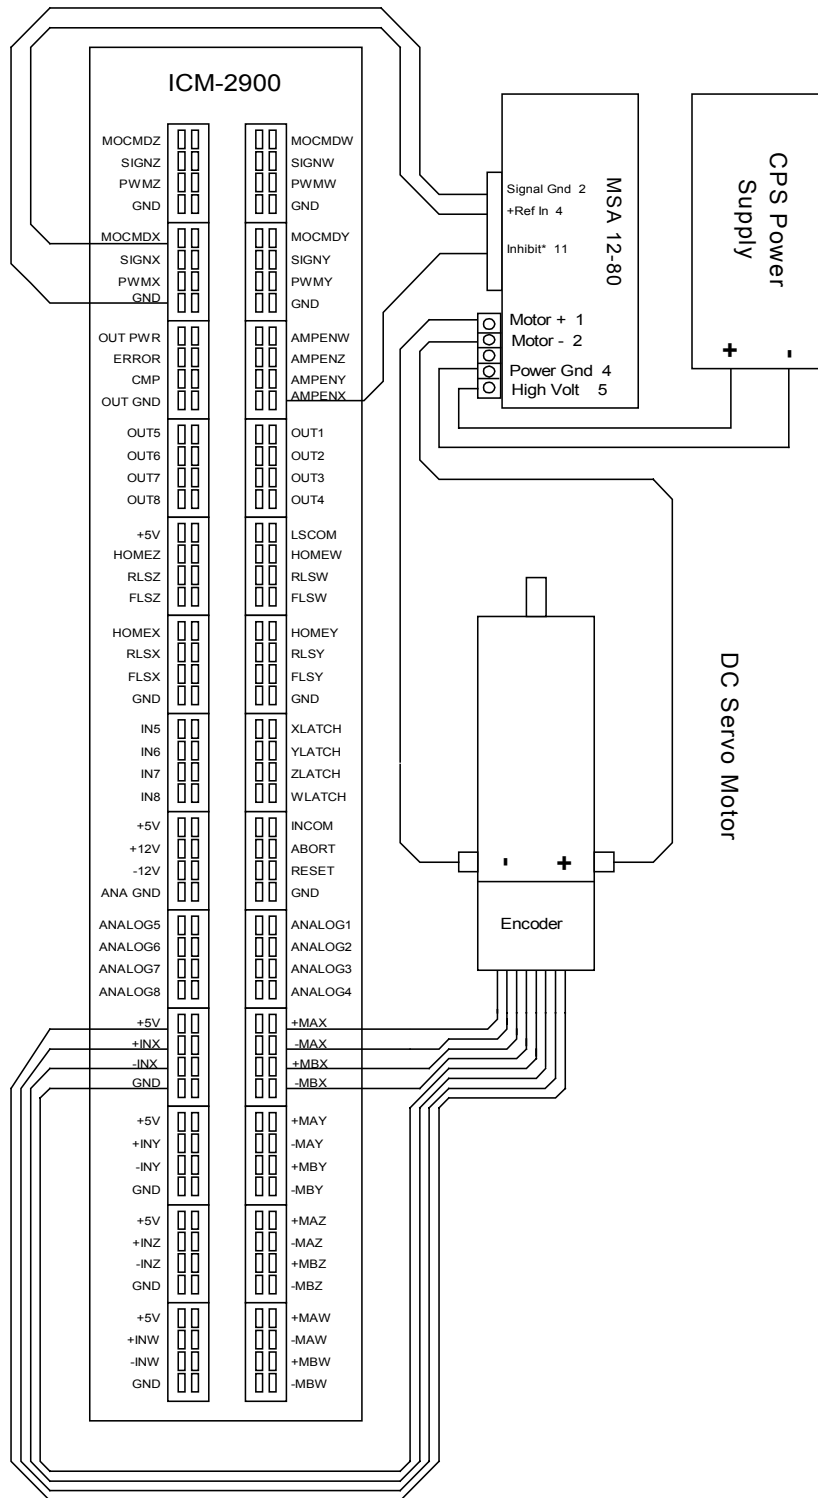 ICM-2900
MOCMDZ
SIGNZ
PWMZ
GND
MOCMDW
SIGNW
PWMW
GND
MOCMDX
SIGNX
PWMX
GND
MOCMDY
SIGNY
PWMY
GND
OUT PWR
ERROR
CMP
OUT GND
AMPENW
AMPENZ
AMPENY
AMPENX
OUT5
OUT6
OUT7
OUT8
OUT1
OUT2
OUT3
OUT4
+5V
HOMEZ
RLSZ
FLSZ
LSCOM
HOMEW
RLSW
FLSW
HOMEX
RLSX
FLSX
GND
HOMEY
RLSY
FLSY
GND
IN5
IN6
IN7
IN8
XLATCH
YLATCH
ZLATCH
WLATCH
+5V
+12V
-12V
ANA GND
INCOM
ABORT
RESET
GND
ANALOG5
ANALOG6
ANALOG7
ANALOG8
ANALOG1
ANALOG2
ANALOG3
ANALOG4
+5V
+INX
-INX
GND
+MAX
-MAX
+MBX
-MBX
+5V
+INY
-INY
GND
+MAY
-MAY
+MBY
-MBY
+5V
+INZ
-INZ
GND
+MAZ
-MAZ
+MBZ
-MBZ
+5V
+INW
-INW
GND
+MAW
-MAW
+MBW
-MBW
MSA 12-80
Signal Gnd 2
+Ref In 4
Inhibit* 11
Motor + 1
Motor - 2
Power Gnd 4
High Volt 5
CPS Power
Supply
+ -
DC Servo Motor
- +
Encoder